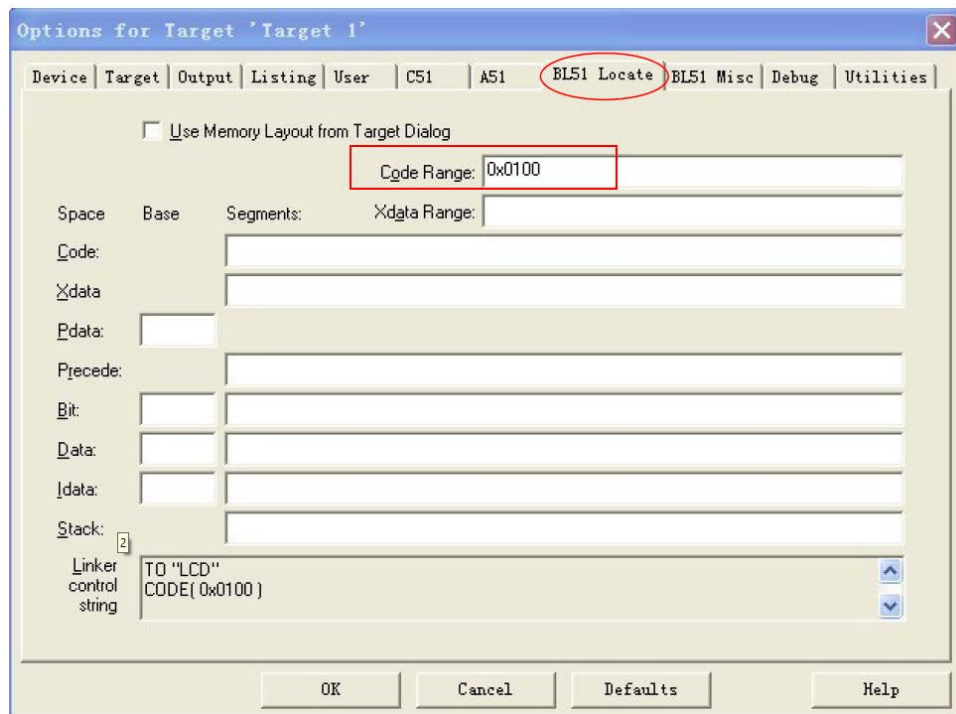 Options for Target 'Target 1'
Device Target Output Listing User C51 A51 BL51 Locate BL51 Misc Debug Utilities
Use Memory Layout from Target Dialog
Code Range: 0x0100
Space Base Segments: Xdata Range:
Code:
Xdata
Pdata:
Precede:
Bit:
Data:
Idata:
Stack:
2
Linker control string
TO "LCD"
CODE( 0x0100 )
OK Cancel Defaults Help